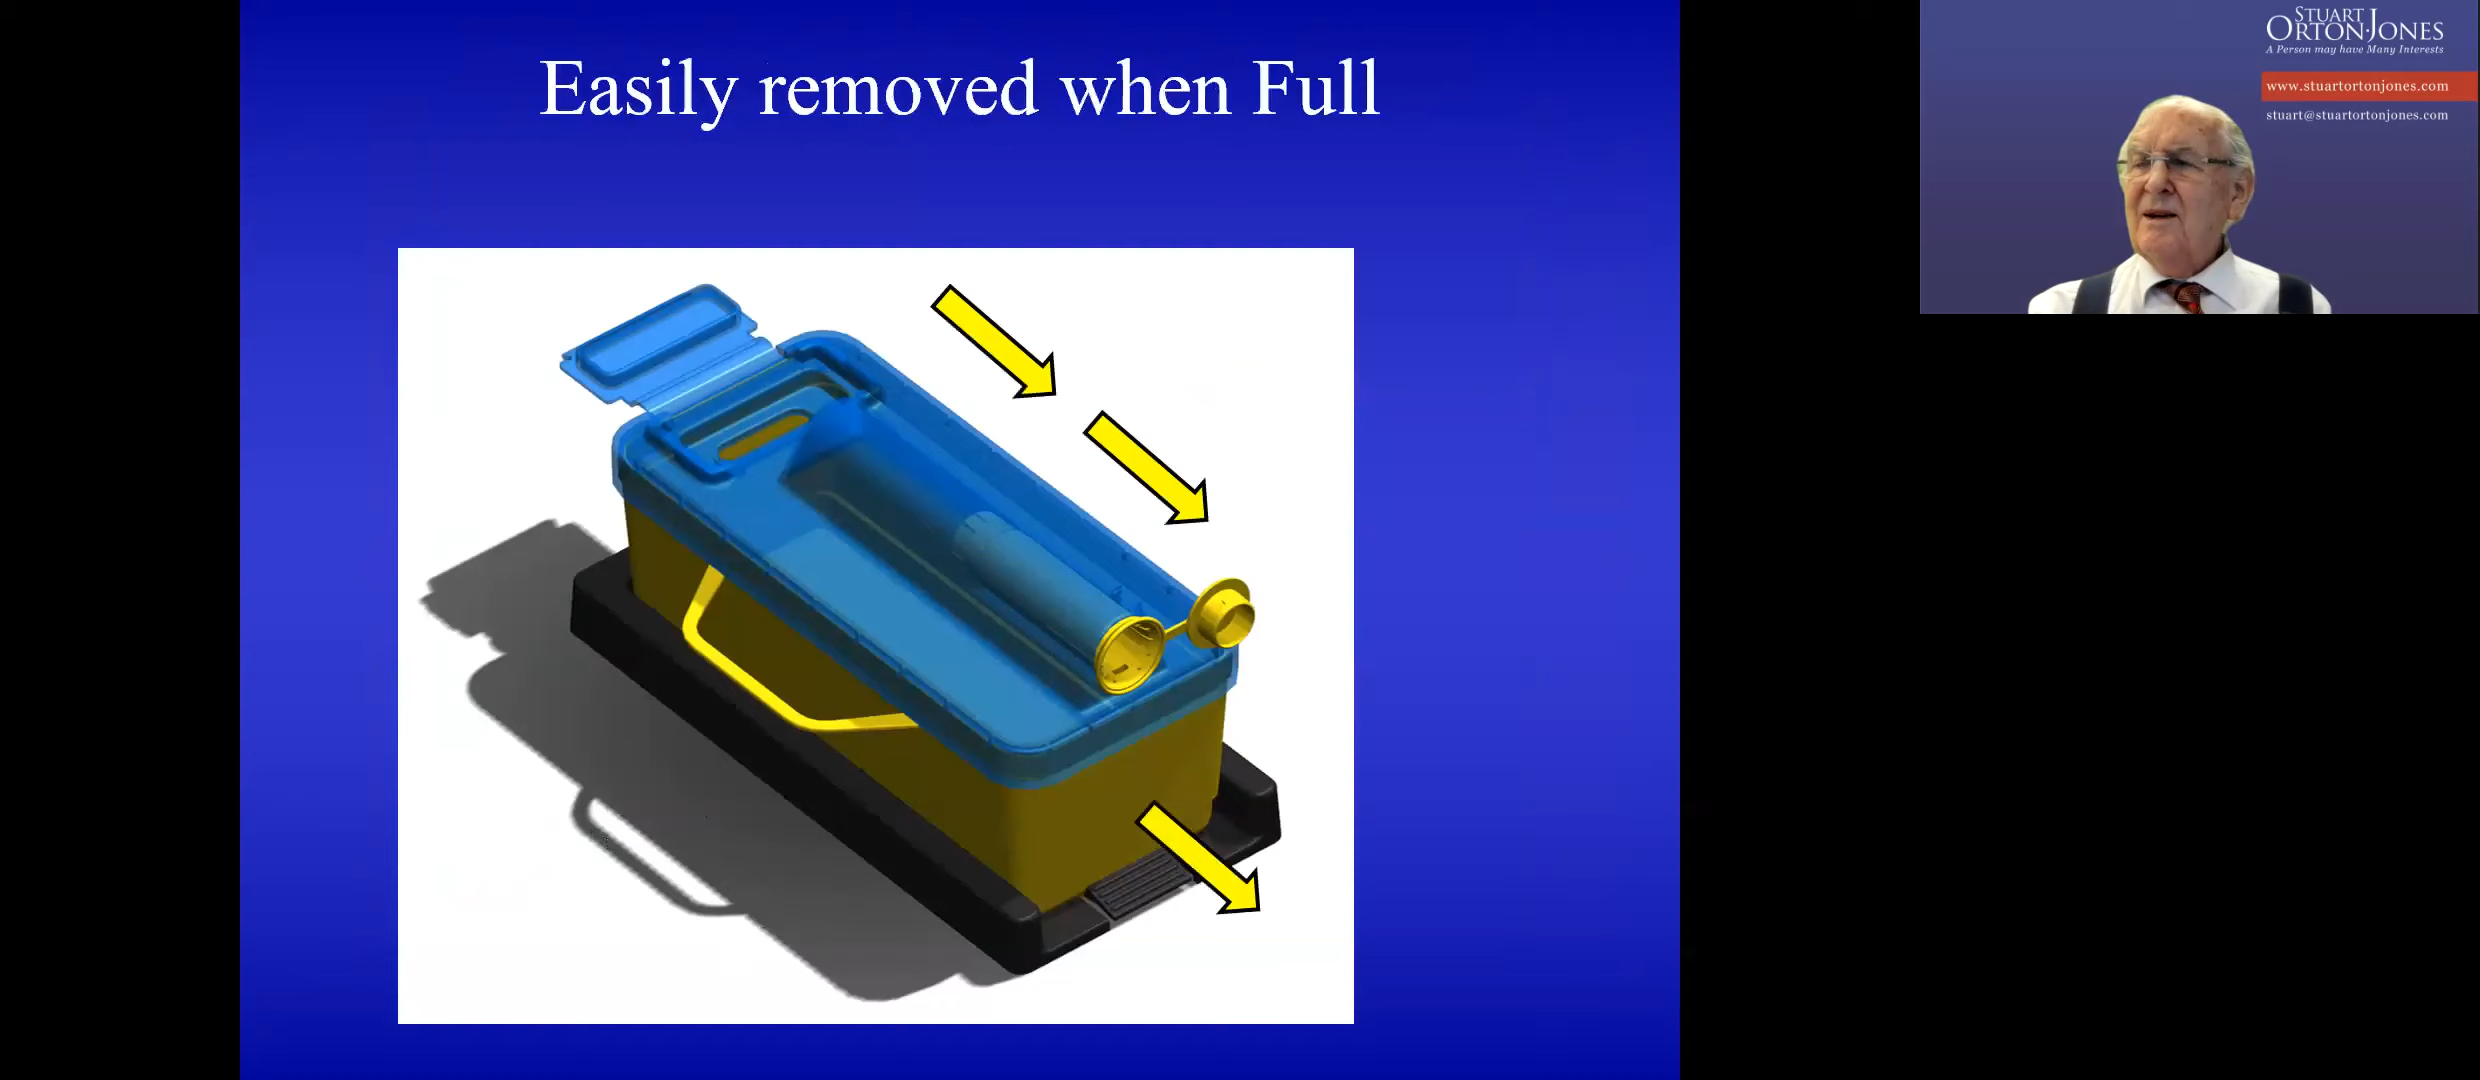 Easily removed when Full
STUART
ORTON-JONES
A Person may have Many Interests
www.stuartortonjones.com
stuart@stuartortonjones.com